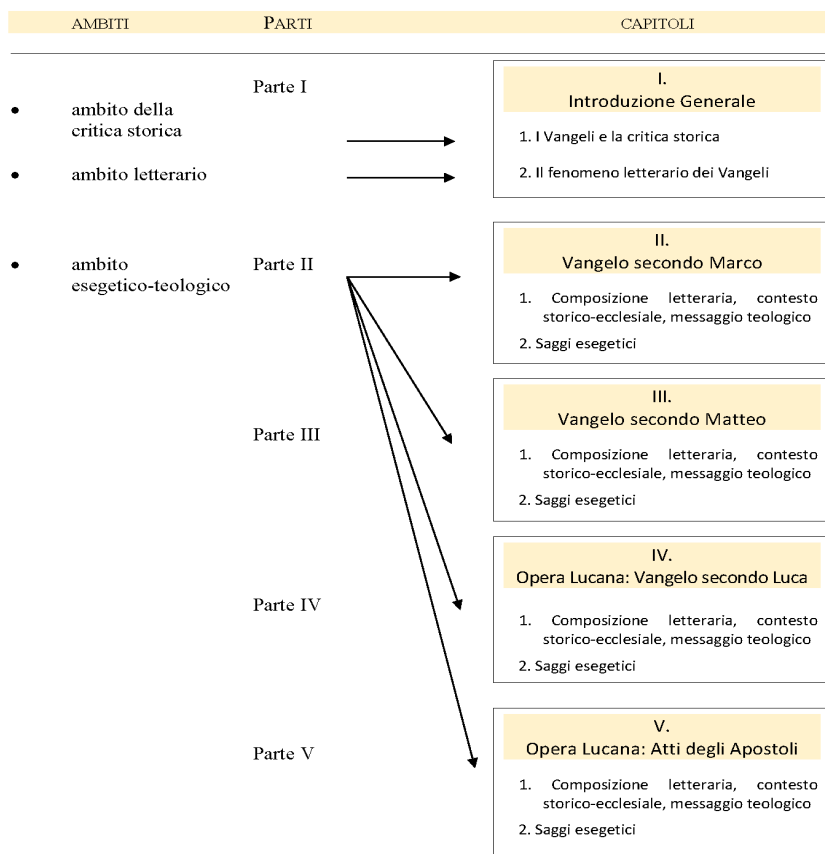 AMBITI PARTI CAPITOLI
Parte I
• ambito della
critica storica
• ambito letterario
I.
Introduzione Generale
1. I Vangeli e la critica storica
2. Il fenomeno letterario dei Vangeli
• ambito
esegetico-teologico
Parte II
II.
Vangelo secondo Marco
1. Composizione letteraria, contesto
storico-ecclesiale, messaggio teologico
2. Saggi esegetici
Parte III
III.
Vangelo secondo Matteo
1. Composizione letteraria, contesto
storico-ecclesiale, messaggio teologico
2. Saggi esegetici
Parte IV
IV.
Opera Lucana: Vangelo secondo Luca
1. Composizione letteraria, contesto
storico-ecclesiale, messaggio teologico
2. Saggi esegetici
Parte V
V.
Opera Lucana: Atti degli Apostoli
1. Composizione letteraria, contesto
storico-ecclesiale, messaggio teologico
2. Saggi esegetici